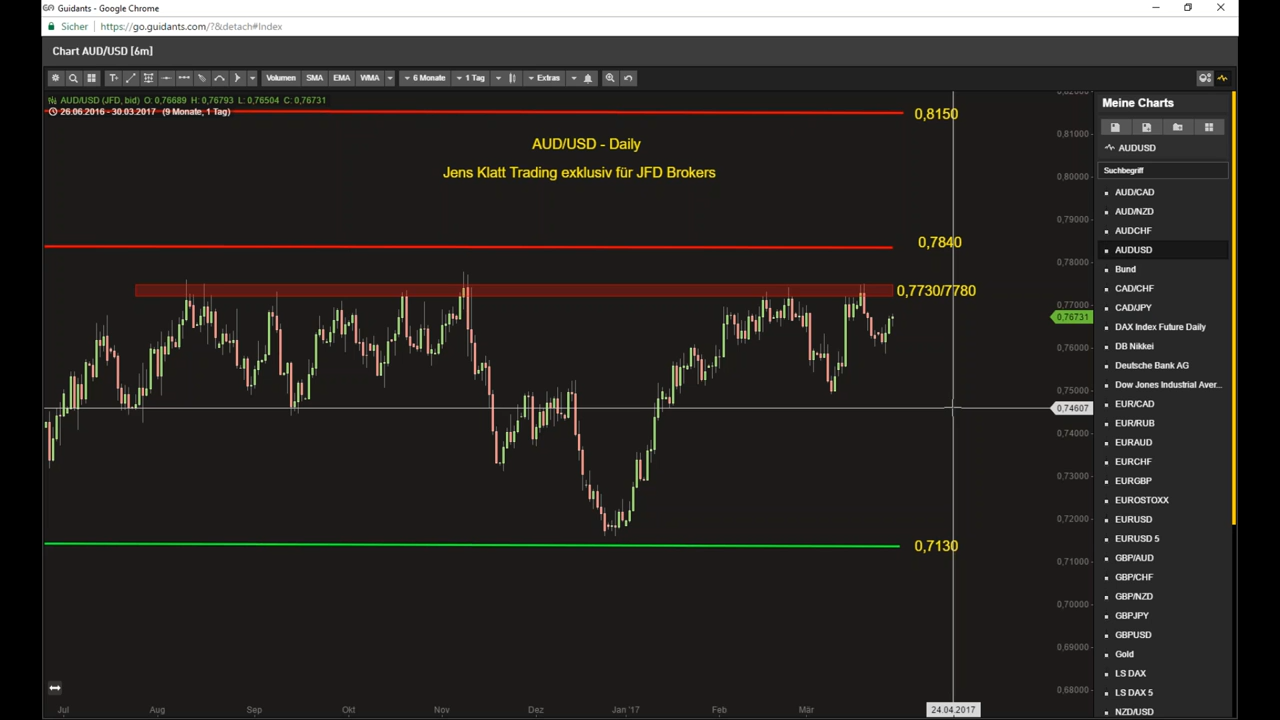 Guidants - Google Chrome
Sicher https://go.guidants.com/?&detach#Index
Chart AUD/USD [6m]
T+ Volumen SMA EMA WMA 6 Monate 1 Tag Extras
AUD/USD (JFD, bid) O: 0,76689 H: 0,76793 L: 0,76504 C: 0,76731
26.06.2016 - 30.03.2017 (9 Monate, 1 Tag)
0,8150
AUD/USD - Daily
Jens Klatt Trading exklusiv für JFD Brokers
0,7840
0,7730/7780
0,7130
0,82000
0,81000
0,80000
0,79000
0,78000
0,77000
0,76731
0,76000
0,75000
0,74607
0,74000
0,73000
0,72000
0,71000
0,70000
0,69000
0,68000
Jul Aug Sep Okt Nov Dez Jan '17 Feb Mär 24.04.2017
Meine Charts
AUDUSD
Suchbegriff
AUD/CAD
AUD/NZD
AUDCHF
AUDUSD
Bund
CAD/CHF
CAD/JPY
DAX Index Future Daily
DB Nikkei
Deutsche Bank AG
Dow Jones Industrial Aver...
EUR/CAD
EUR/RUB
EURAUD
EURCHF
EURGBP
EUROSTOXX
EURUSD
EURUSD 5
GBP/AUD
GBP/CHF
GBP/NZD
GBPJPY
GBPUSD
Gold
LS DAX
LS DAX 5
NZD/USD